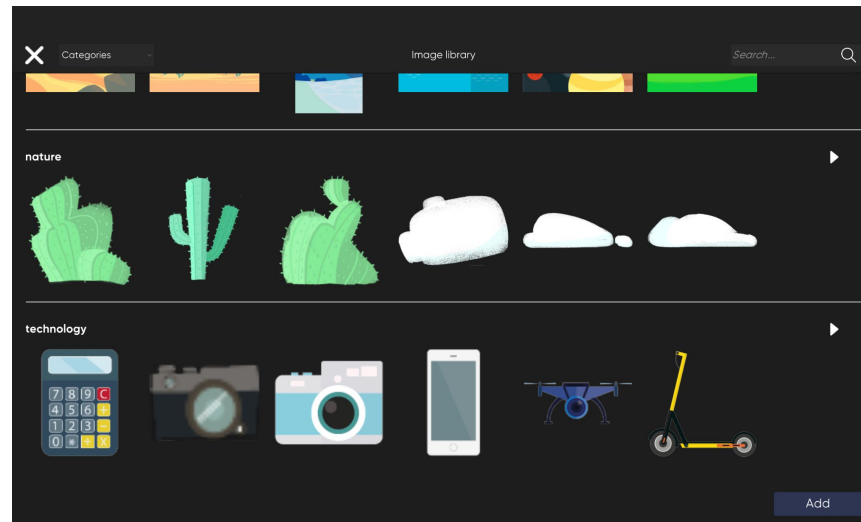 Categories
Image library
Search...
nature
technology
7 8 9 C
4 5 6 +
1 2 3 −
0 ÷ X
Add